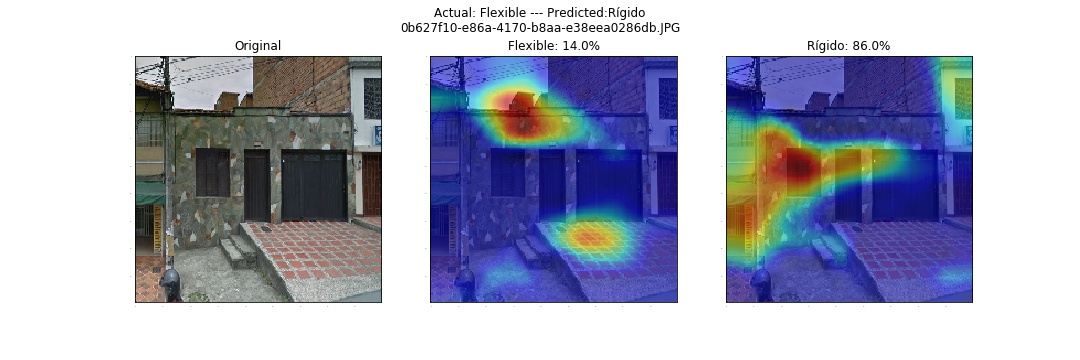 Actual: Flexible --- Predicted:Rígido
0b627f10-e86a-4170-b8aa-e38eea0286db.JPG
Original
Flexible: 14.0%
Rígido: 86.0%